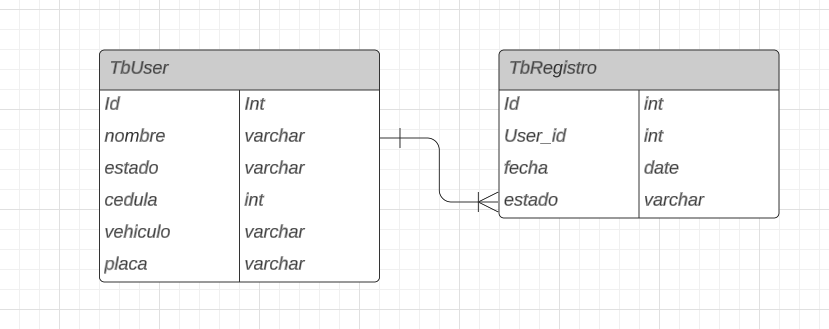 TbUser
Id Int
nombre varchar
estado varchar
cedula int
vehiculo varchar
placa varchar
TbRegistro
Id int
User_id int
fecha date
estado varchar